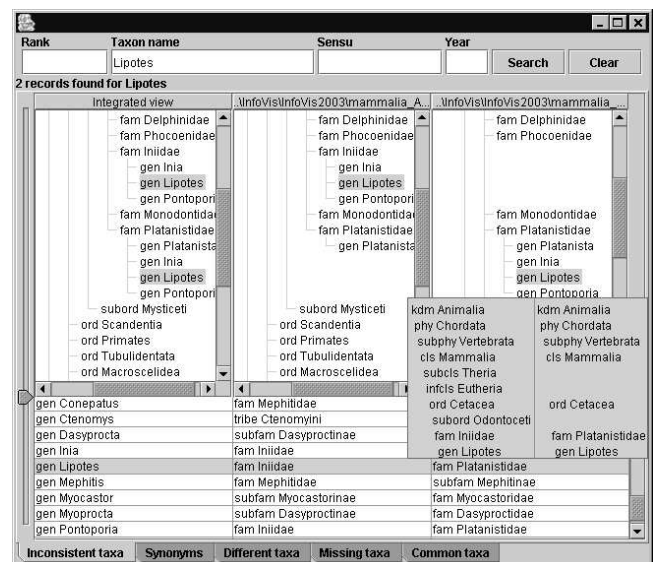 Rank Taxon name Sensu Year
Lipotes Search Clear
2 records found for Lipotes
Integrated view ..\InfoVis\InfoVis2003\mammalia_A... ..\InfoVis\InfoVis2003\mammalia_...
fam Delphinidae fam Delphinidae fam Delphinidae
fam Phocoenidae fam Phocoenidae fam Phocoenidae
fam Iniidae fam Iniidae
gen Inia gen Inia
gen Lipotes gen Lipotes
gen Pontopori gen Pontopori
fam Monodontidae fam Monodontidae fam Monodontidae
fam Platanistidae fam Platanistidae fam Platanistidae
gen Platanista gen Platanista gen Platanista
gen Inia gen Inia
gen Lipotes gen Lipotes
gen Pontopori gen Pontoporia
subord Mysticeti subord Mysticeti
ord Scandentia ord Scandentia
ord Primates ord Primates
ord Tubulidentata ord Tubulidentata
ord Macroscelidea ord Macroscelidea
kdm Animalia kdm Animalia
phy Chordata phy Chordata
subphy Vertebrata subphy Vertebrata
cls Mammalia cls Mammalia
subcls Theria
infcls Eutheria
ord Cetacea ord Cetacea
subord Odontoceti
fam Iniidae fam Platanistidae
gen Lipotes gen Lipotes
gen Conepatus fam Mephitidae
gen Ctenomys tribe Ctenomyini
gen Dasyprocta subfam Dasyproctinae
gen Inia fam Iniidae
gen Lipotes fam Iniidae fam Platanistidae
gen Mephitis fam Mephitidae subfam Mephitinae
gen Myocastor subfam Myocastorinae fam Myocastoridae
gen Myoprocta subfam Dasyproctinae fam Dasyproctidae
gen Pontoporia fam Iniidae fam Platanistidae
Inconsistent taxa Synonyms Different taxa Missing taxa Common taxa